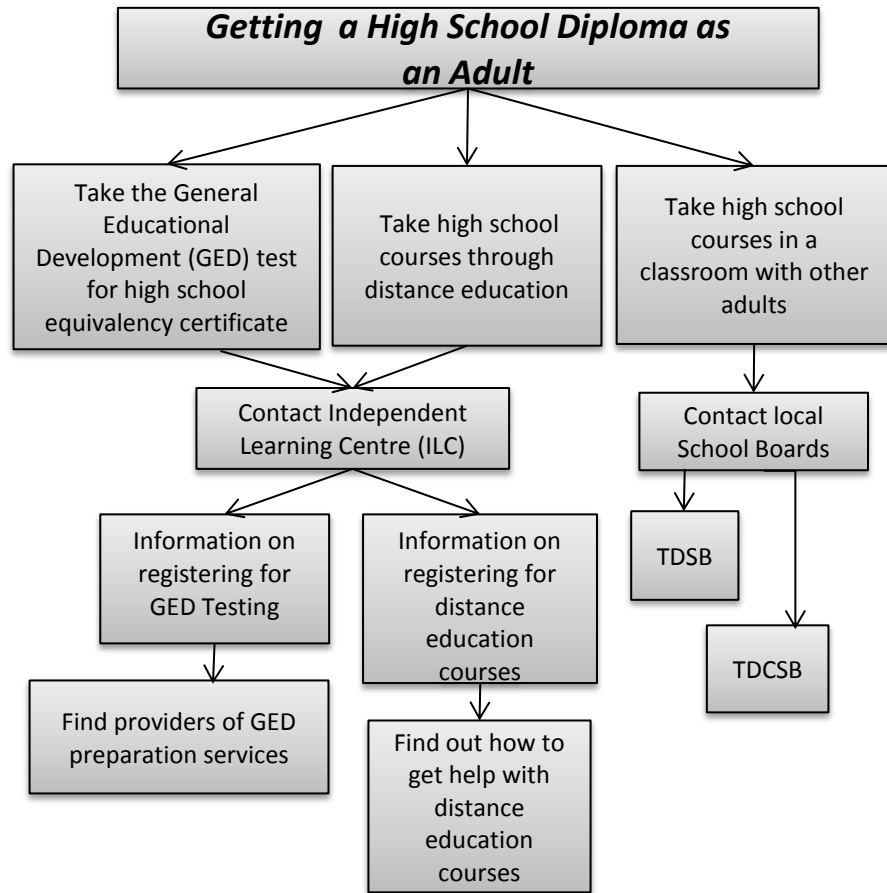 Getting a High School Diploma as
an Adult
Take the General
Educational
Development (GED) test
for high school
equivalency certificate
Take high school
courses through
distance education
Take high school
courses in a
classroom with other
adults
Contact Independent
Learning Centre (ILC)
Contact local
School Boards
Information on
registering for
GED Testing
Information on
registering for
distance
education
courses
TDSB
TDCSB
Find providers of GED
preparation services
Find out how to
get help with
distance
education
courses